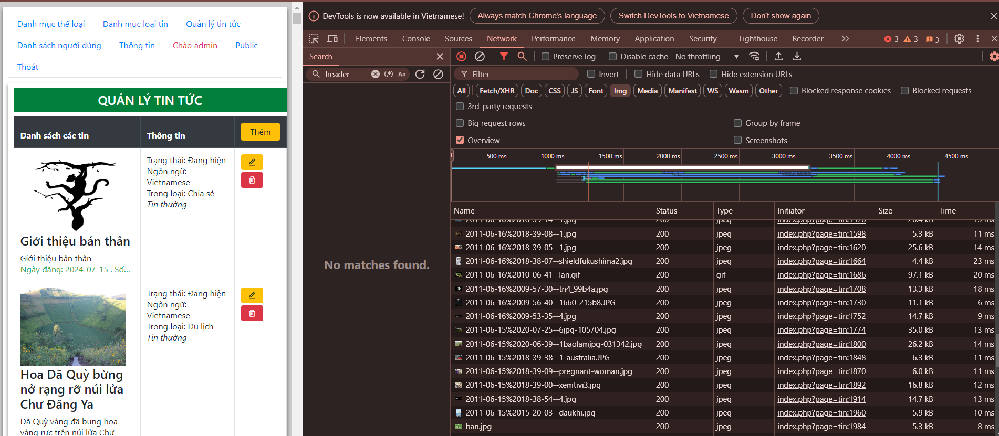 Danh mục thể loại
Danh mục loại tin
Quản lý tin tức
Danh sách người dùng
Thông tin
Chào admin
Public
Thoát
QUẢN LÝ TIN TỨC
Danh sách các tin
Thông tin
Thêm
Giới thiệu bản thân
Giới thiệu bản thân
Ngày đăng: 2024-07-15 . Số...
Trạng thái: Đang hiện
Ngôn ngữ:
Vietnamese
Trong loại: Chia sẻ
Tin thường
Hoa Dã Quỳ bừng
nở rạng rỡ núi lửa
Chư Đăng Ya
Dã Quỳ vàng đã bung hoa
vàng rực trên núi lửa Chư
Trạng thái: Đang hiện
Ngôn ngữ:
Vietnamese
Trong loại: Du lịch
Tin thường
DevTools is now available in Vietnamese!
Always match Chrome's language
Switch DevTools to Vietnamese
Don't show again
Elements
Console
Sources
Network
Performance
Memory
Application
Security
Lighthouse
Recorder
3
3
3
Search
header
(.*)
Aa
No matches found.
Preserve log
Disable cache
No throttling
Filter
Invert
Hide data URLs
Hide extension URLs
All
Fetch/XHR
Doc
CSS
JS
Font
Img
Media
Manifest
WS
Wasm
Other
Blocked response cookies
Blocked requests
3rd-party requests
Big request rows
Group by frame
Overview
Screenshots
500 ms
1000 ms
1500 ms
2000 ms
2500 ms
3000 ms
3500 ms
4000 ms
4500 ms
Name Status Type Initiator Size Time
2011-06-16%2018-39-14--1.jpg 200 jpeg index.php?page=tin:1576 26.4 kB 13 ms
2011-06-16%2018-39-08--1.jpg 200 jpeg index.php?page=tin:1598 5.3 kB 11 ms
2011-06-16%2018-39-05--1.jpg 200 jpeg index.php?page=tin:1620 25.6 kB 14 ms
2011-06-16%2018-38-07--shieldfukushima2.jpg 200 jpeg index.php?page=tin:1664 4.4 kB 23 ms
2011-06-16%2010-06-41--lan.gif 200 gif index.php?page=tin:1686 97.1 kB 20 ms
2011-06-16%2009-57-30--tn4_99b4a.jpg 200 jpeg index.php?page=tin:1708 13.3 kB 18 ms
2011-06-16%2009-56-40--1660_215b8.JPG 200 jpeg index.php?page=tin:1730 11.1 kB 6 ms
2011-06-16%2009-53-35--4.jpg 200 jpeg index.php?page=tin:1752 14.7 kB 9 ms
2011-06-15%2020-07-25--6jpg-105704.jpg 200 jpeg index.php?page=tin:1774 35.0 kB 13 ms
2011-06-15%2020-06-39--1baolamjpg-031342.jpg 200 jpeg index.php?page=tin:1800 26.2 kB 14 ms
2011-06-15%2018-39-38--1-australia.JPG 200 jpeg index.php?page=tin:1848 6.3 kB 11 ms
2011-06-15%2018-39-09--pregnant-woman.jpg 200 jpeg index.php?page=tin:1870 6.0 kB 11 ms
2011-06-15%2018-39-00--xemtivi3.jpg 200 jpeg index.php?page=tin:1892 16.8 kB 12 ms
2011-06-15%2018-38-54--4.jpg 200 jpeg index.php?page=tin:1914 14.7 kB 13 ms
2011-06-15%2015-20-03--daukhi.jpg 200 jpeg index.php?page=tin:1960 5.9 kB 10 ms
ban.jpg 200 jpeg index.php?page=tin:1984 5.3 kB 8 ms